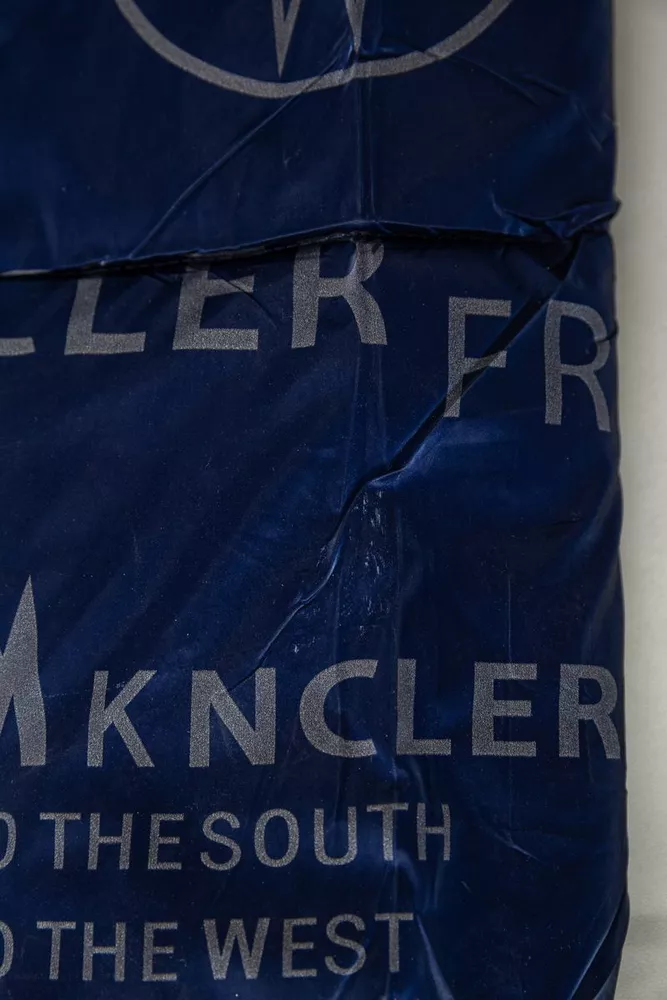 LLER FR
MKNCLER
O THE SOUTH
O THE WEST